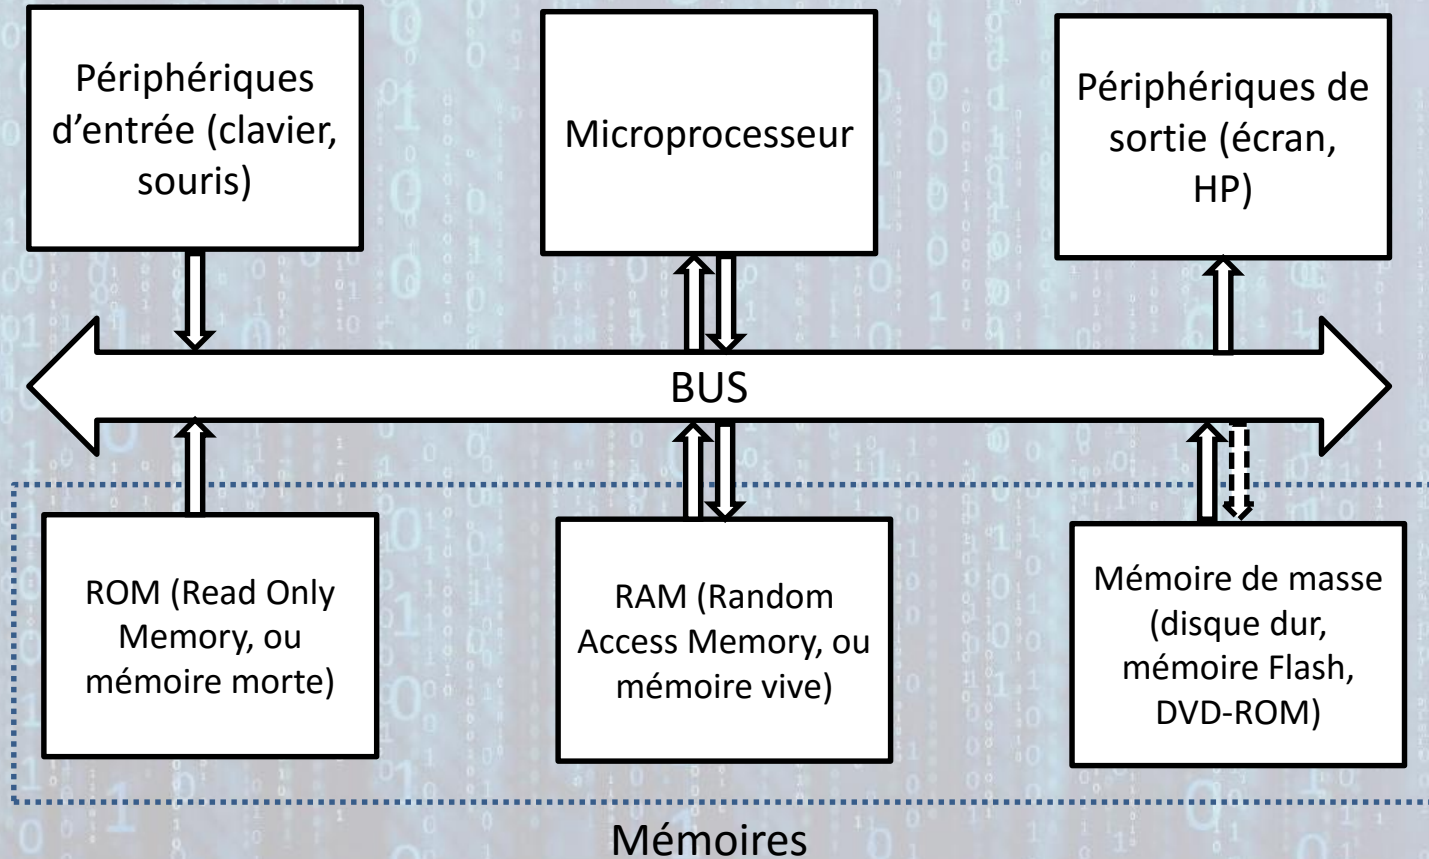 Périphériques
d’entrée (clavier,
souris)
Microprocesseur
Périphériques de
sortie (écran,
HP)
BUS
ROM (Read Only
Memory, ou
mémoire morte)
RAM (Random
Access Memory, ou
mémoire vive)
Mémoire de masse
(disque dur,
mémoire Flash,
DVD-ROM)
Mémoires